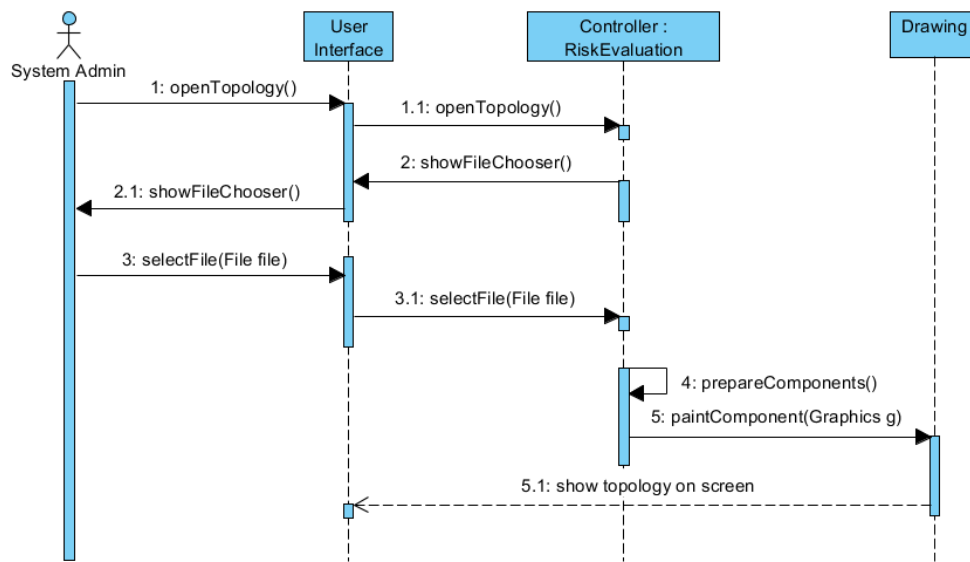 User
Interface
Controller :
RiskEvaluation
Drawing
System Admin
1: openTopology()
1.1: openTopology()
2: showFileChooser()
2.1: showFileChooser()
3: selectFile(File file)
3.1: selectFile(File file)
4: prepareComponents()
5: paintComponent(Graphics g)
5.1: show topology on screen